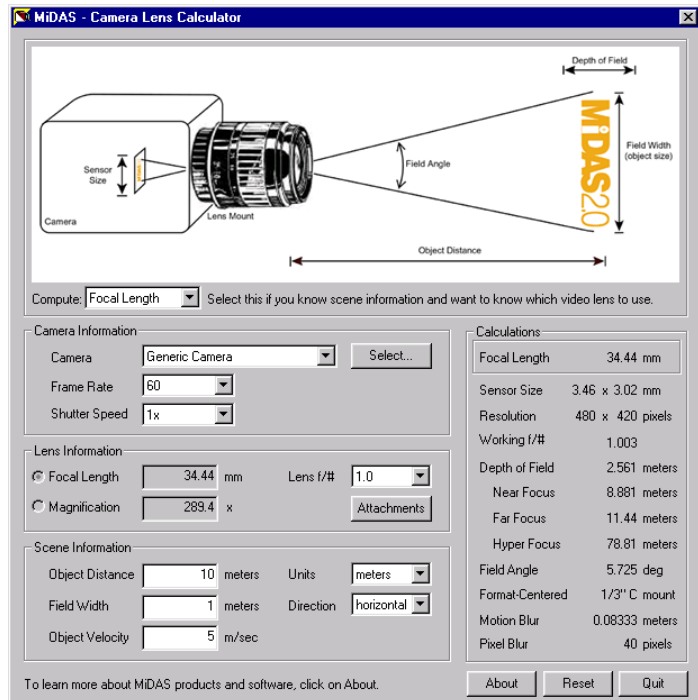 MiDAS - Camera Lens Calculator
Depth of Field
Sensor
Size
Field Angle
MiDAS2.0
Field Width
(object size)
Camera
Lens Mount
Object Distance
Compute: Focal Length Select this if you know scene information and want to know which video lens to use.
Camera Information
Camera Generic Camera Select...
Frame Rate 60
Shutter Speed 1x
Lens Information
Focal Length 34.44 mm Lens f/# 1.0
Magnification 289.4 x Attachments
Scene Information
Object Distance 10 meters Units meters
Field Width 1 meters Direction horizontal
Object Velocity 5 m/sec
Calculations
Focal Length 34.44 mm
Sensor Size 3.46 x 3.02 mm
Resolution 480 x 420 pixels
Working f/# 1.003
Depth of Field 2.561 meters
Near Focus 8.881 meters
Far Focus 11.44 meters
Hyper Focus 78.81 meters
Field Angle 5.725 deg
Format-Centered 1/3" C mount
Motion Blur 0.08333 meters
Pixel Blur 40 pixels
To learn more about MiDAS products and software, click on About.
About Reset Quit